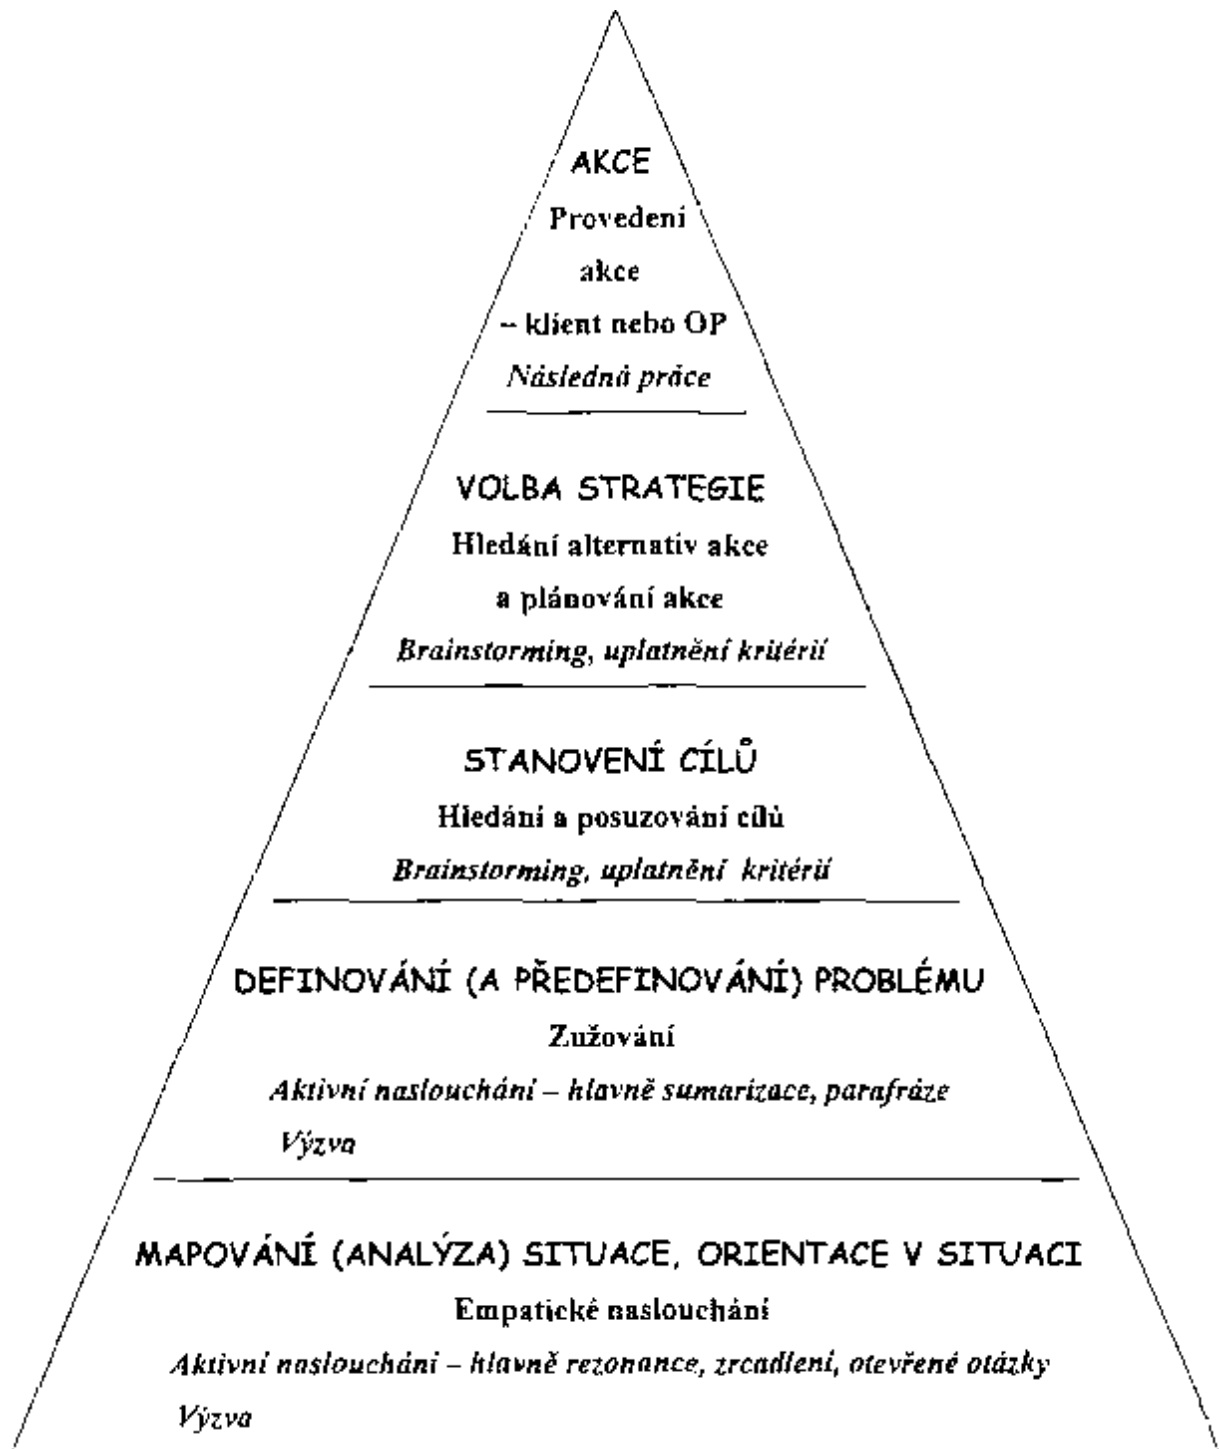 AKCE
Provedení
akce
– klient nebo OP
Následná práce
VOLBA STRATEGIE
Hledání alternativ akce
a plánování akce
Brainstorming, uplatnění kritérií
STANOVENÍ CÍLŮ
Hledání a posuzování cílů
Brainstorming, uplatnění kritérií
DEFINOVÁNÍ (A PŘEDEFINOVÁNÍ) PROBLÉMU
Zužování
Aktivní naslouchání – hlavně sumarizace, parafráze
Výzva
MAPOVÁNÍ (ANALÝZA) SITUACE, ORIENTACE V SITUACI
Empatické naslouchání
Aktivní naslouchání – hlavně rezonance, zrcadlení, otevřené otázky
Výzva